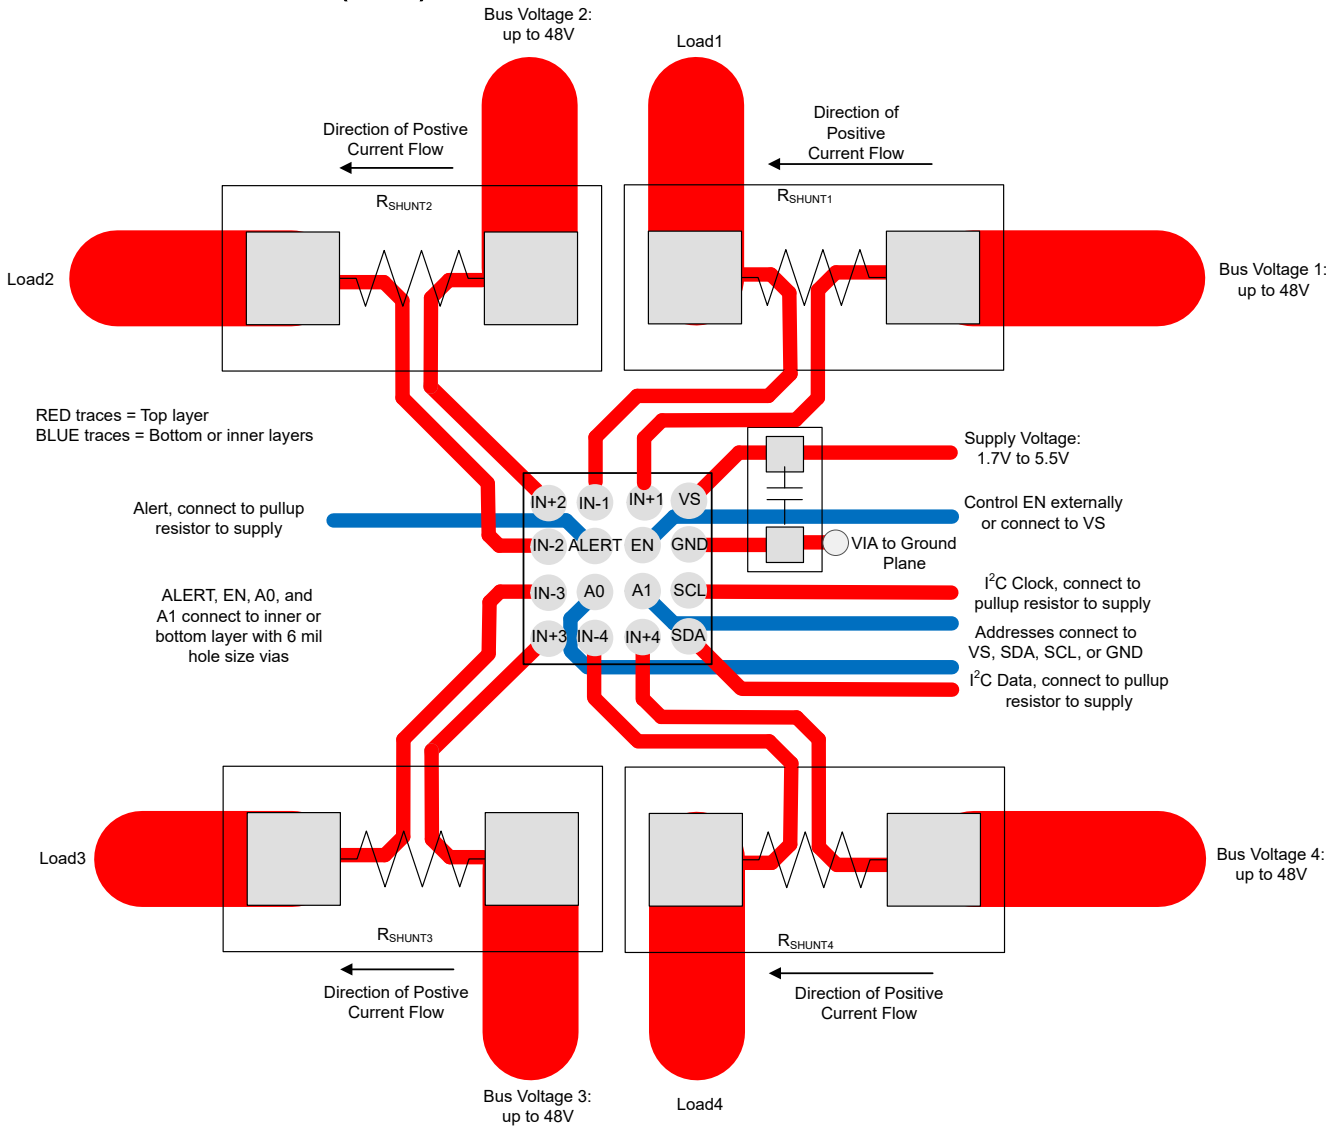 Bus Voltage 2:
up to 48V
Load1
Direction of Postive
Current Flow
Direction of
Positive
Current Flow
RSHUNT2
RSHUNT1
Load2
Bus Voltage 1:
up to 48V
RED traces = Top layer
BLUE traces = Bottom or inner layers
Supply Voltage:
1.7V to 5.5V
Alert, connect to pullup
resistor to supply
Control EN externally
or connect to VS
IN+2 IN-1 IN+1 VS
IN-2 ALERT EN GND
VIA to Ground
Plane
IN-3 A0 A1 SCL
IN+3 IN-4 IN+4 SDA
ALERT, EN, A0, and
A1 connect to inner or
bottom layer with 6 mil
hole size vias
I2C Clock, connect to
pullup resistor to supply
Addresses connect to
VS, SDA, SCL, or GND
I2C Data, connect to pullup
resistor to supply
Load3
Bus Voltage 4:
up to 48V
RSHUNT3
RSHUNT4
Direction of Postive
Current Flow
Direction of Positive
Current Flow
Bus Voltage 3:
up to 48V
Load4